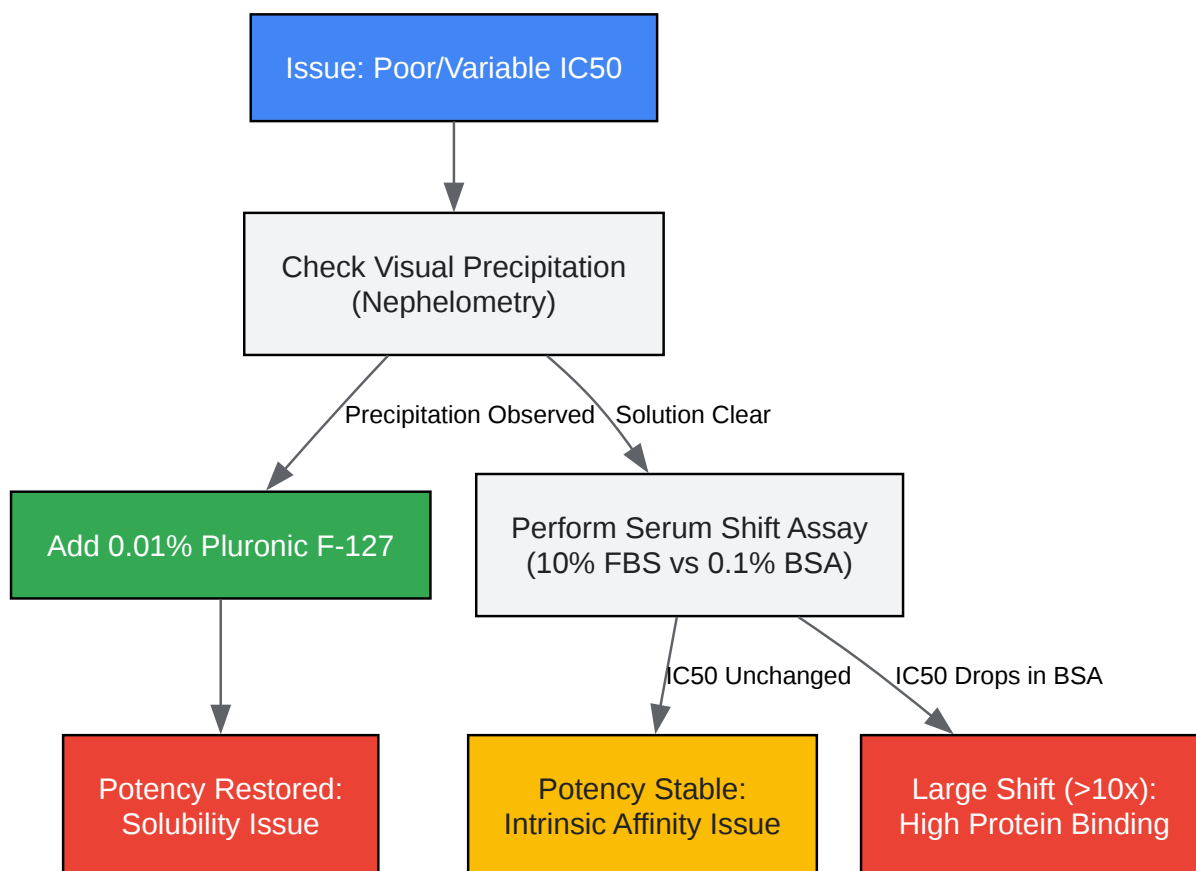 Issue: Poor/Variable IC50
Check Visual Precipitation
(Nephelometry)
Precipitation Observed
Solution Clear
Add 0.01% Pluronic F-127
Perform Serum Shift Assay
(10% FBS vs 0.1% BSA)
IC50 Unchanged
IC50 Drops in BSA
Potency Restored:
Solubility Issue
Potency Stable:
Intrinsic Affinity Issue
Large Shift (>10x):
High Protein Binding